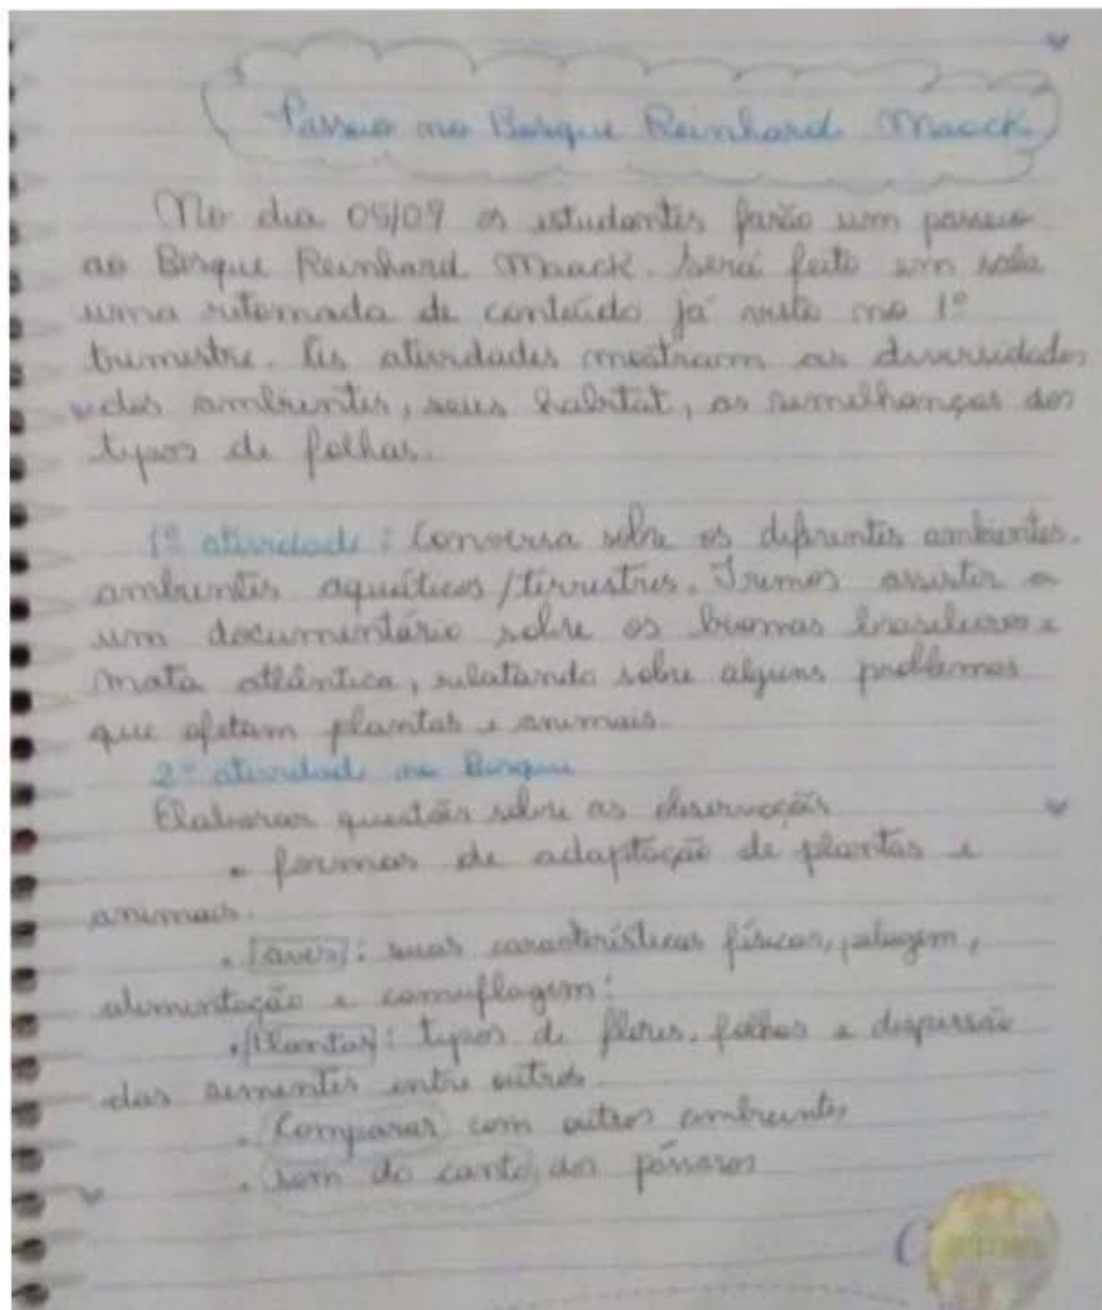 Passeio no Bosque Reinhard Maack
No dia 05/09 os estudantes farão um passeio
ao Bosque Reinhard Maack. Será feito em sala
uma retomada de conteúdo já visto no 1º
trimestre. As atividades mostraram as diversidades
dos ambientes, seus habitat, as semelhanças dos
tipos de folhas.
1ª atividade: Conversa sobre os diferentes ambientes.
ambientes aquáticos/terrestres. Iremos assistir a
um documentário sobre os biomas brasileiros e
mata atlântica, relatando sobre alguns problemas
que afetam plantas e animais.
2ª atividade no Bosque
Elaborar questões sobre as observações
• formas de adaptação de plantas e
animais.
• aves: suas características físicas, pelugem,
alimentação e camuflagem:
• Plantas: tipos de flores, folhas e dispersão
das sementes entre outros.
• Comparar com outros ambientes
• som do canto dos pássaros